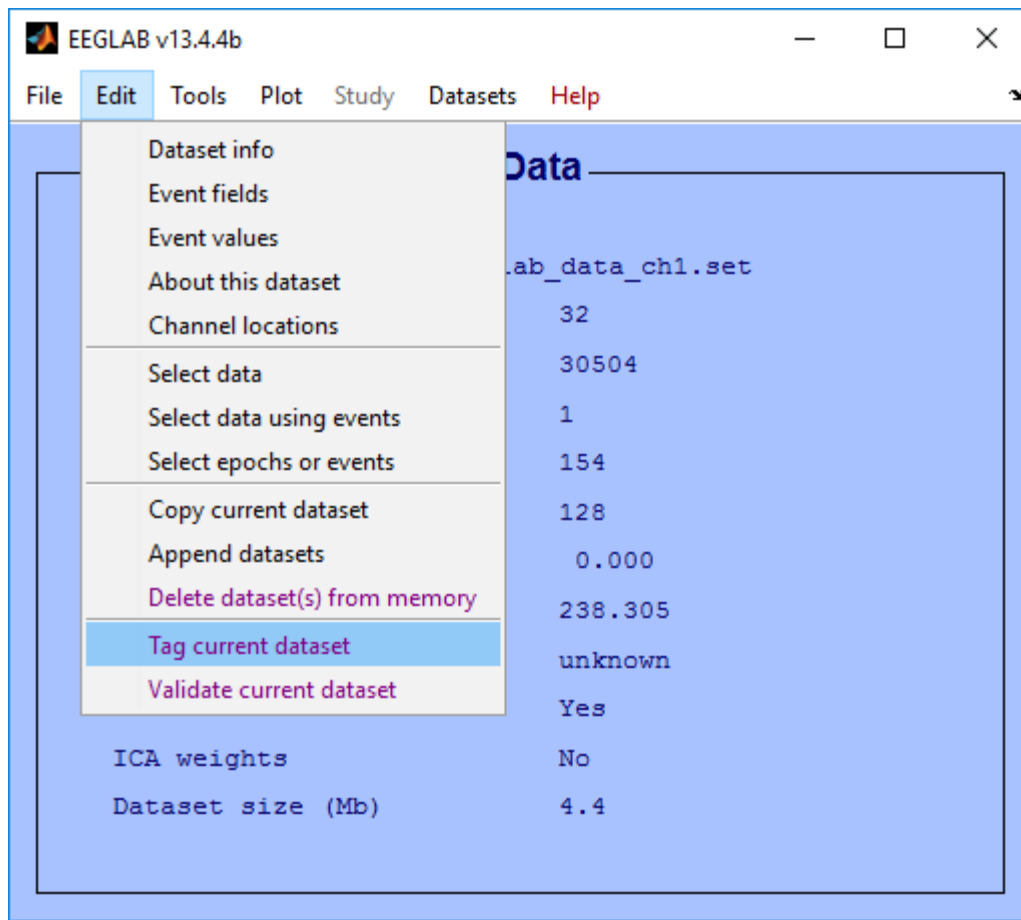 EEGLAB v13.4.4b
File Edit Tools Plot Study Datasets Help
Dataset info
Event fields
Event values
About this dataset
Channel locations
Select data
Select data using events
Select epochs or events
Copy current dataset
Append datasets
Delete dataset(s) from memory
Tag current dataset
Validate current dataset
Data
ab_data_ch1.set
32
30504
1
154
128
0.000
238.305
unknown
Yes
ICA weights No
Dataset size (Mb) 4.4